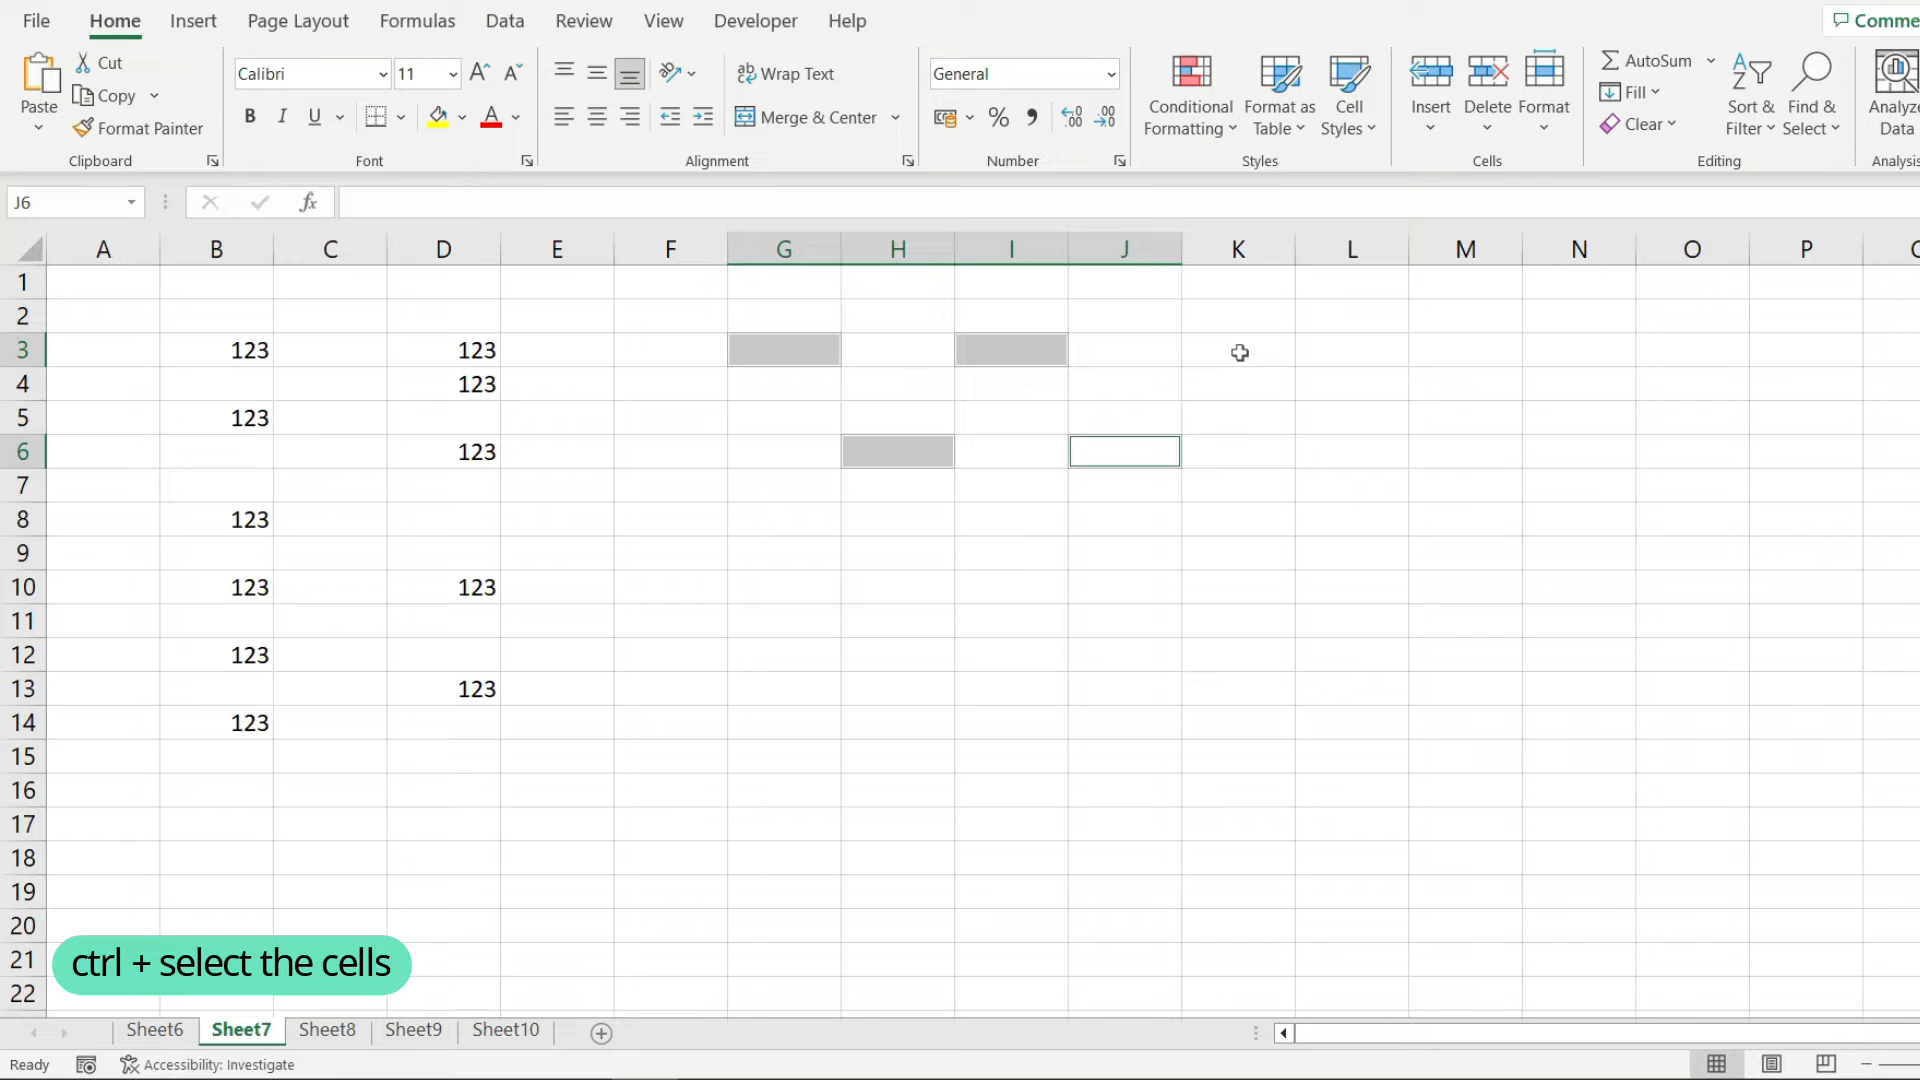 File Home Insert Page Layout Formulas Data Review View Developer Help Comme
Paste Cut Copy Format Painter
Calibri 11
B I U A
ab Wrap Text
Merge & Center
General
% , .00 .00
Conditional Formatting
Format as Table
Cell Styles
Insert Delete Format
AutoSum
Fill
Clear
Sort & Filter
Find & Select
Analyze Data
Clipboard Font Alignment Number Styles Cells Editing Analysis
J6 fx
A B C D E F G H I J K L M N O P
1
2
3 123 123
4 123
5 123
6 123
7
8 123
9
10 123 123
11
12 123
13 123
14 123
15
16
17
18
19
20
21
22
ctrl + select the cells
Sheet6 Sheet7 Sheet8 Sheet9 Sheet10
Ready Accessibility: Investigate